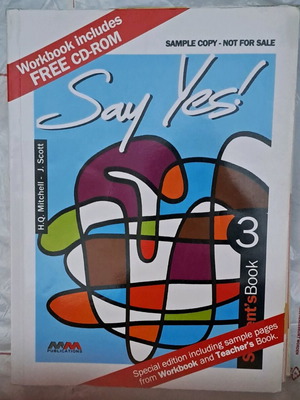 Workbook includes
FREE CD-ROM
SAMPLE COPY - NOT FOR SALE
Say Yes!
H.Q. Mitchell - J. Scott
3
Student'sBook
MM
PUBLICATIONS
Special edition including sample pages
from Workbook and Teacher's Book.